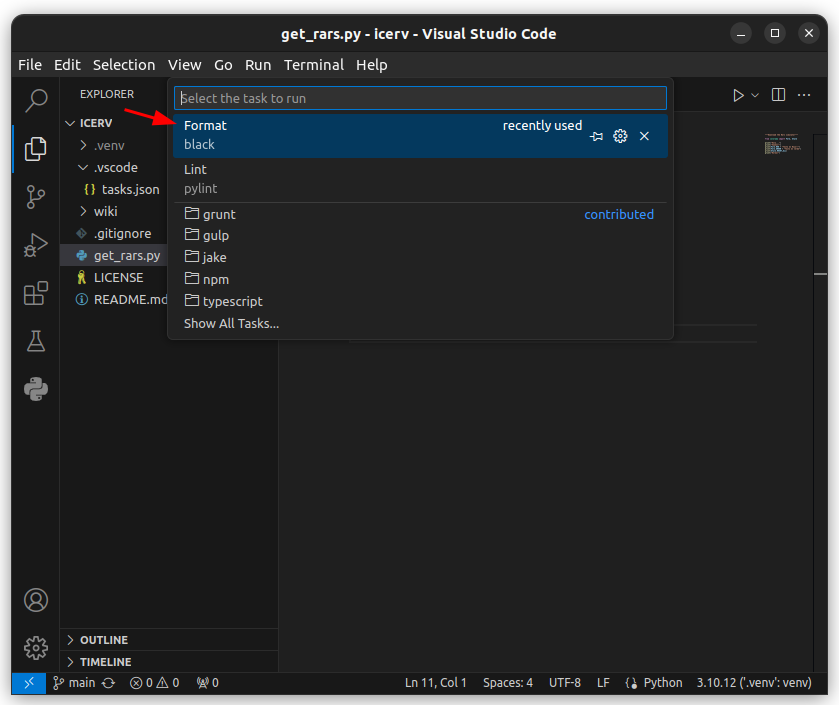 get_rars.py - icerv - Visual Studio Code
File Edit Selection View Go Run Terminal Help
EXPLORER
ICERV
.venv
.vscode
tasks.json
wiki
.gitignore
get_rars.py
LICENSE
README.md
Select the task to run
Format
recently used
black
Lint
pylint
grunt
contributed
gulp
jake
npm
typescript
Show All Tasks...
OUTLINE
TIMELINE
main 0 0 0 Ln 11, Col 1 Spaces: 4 UTF-8 LF Python 3.10.12 ('.venv': venv)